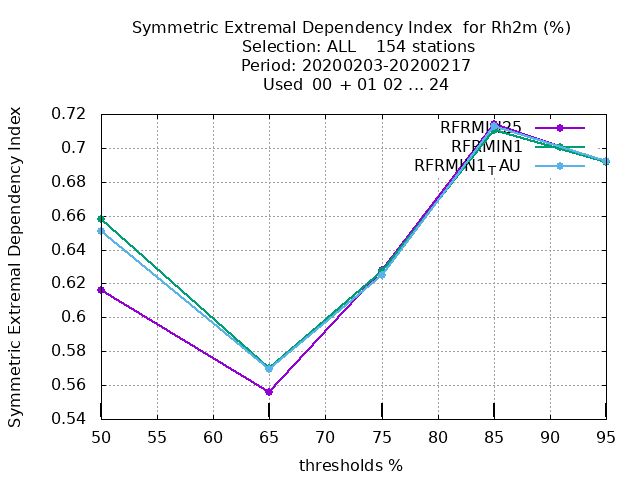 Symmetric Extremal Dependency Index  for Rh2m (%)
Selection: ALL    154 stations
Period: 20200203-20200217
Used  00 + 01 02 ... 24
Symmetric Extremal Dependency Index
0.72
0.7
0.68
0.66
0.64
0.62
0.6
0.58
0.56
0.54
RFRMIN25
RFRMIN1
RFRMIN1TAU
50 55 60 65 70 75 80 85 90 95
thresholds %